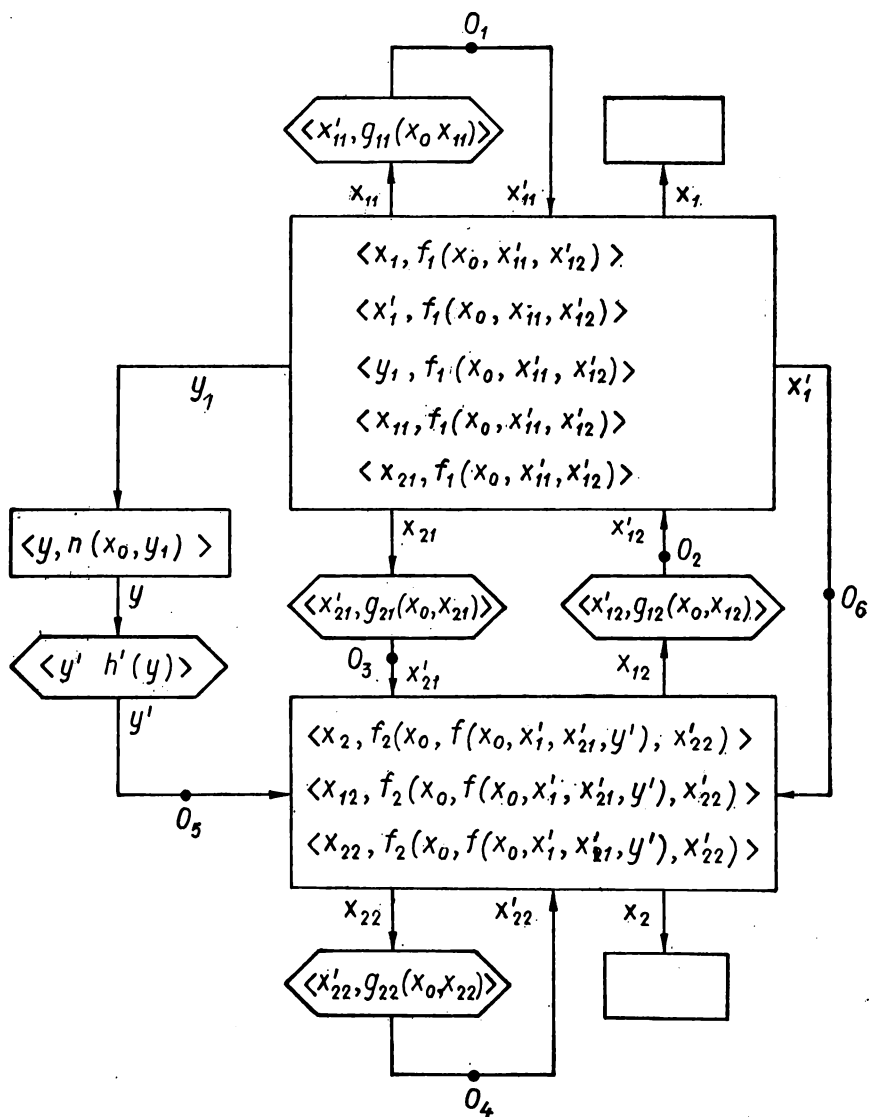 O₁
<x'₁₁, g₁₁(x₀ x₁₁)>
x₁₁ x'₁₁ x₁
<x₁, f₁(x₀, x'₁₁, x'₁₂)>
<x'₁, f₁(x₀, x₁₁, x'₁₂)>
<y₁, f₁(x₀, x'₁₁, x'₁₂)>
<x₁₁, f₁(x₀, x'₁₁, x'₁₂)>
<x₂₁, f₁(x₀, x'₁₁, x'₁₂)>
y₁
x'₁
x₂₁ x'₁₂
O₂
<y, n(x₀, y₁)>
y
<x'₂₁, g₂₁(x₀, x₂₁)>
<x'₁₂, g₁₂(x₀, x₁₂)>
O₆
<y' h'(y)>
O₃
x'₂₁ x₁₂
y'
<x₂, f₂(x₀, f(x₀, x'₁, x'₂₁, y'), x'₂₂)>
<x₁₂, f₂(x₀, f(x₀, x'₁, x'₂₁, y'), x'₂₂)>
<x₂₂, f₂(x₀, f(x₀, x'₁, x'₂₁, y'), x'₂₂)>
O₅
x₂₂ x'₂₂ x₂
<x'₂₂, g₂₂(x₀, x₂₂)>
O₄